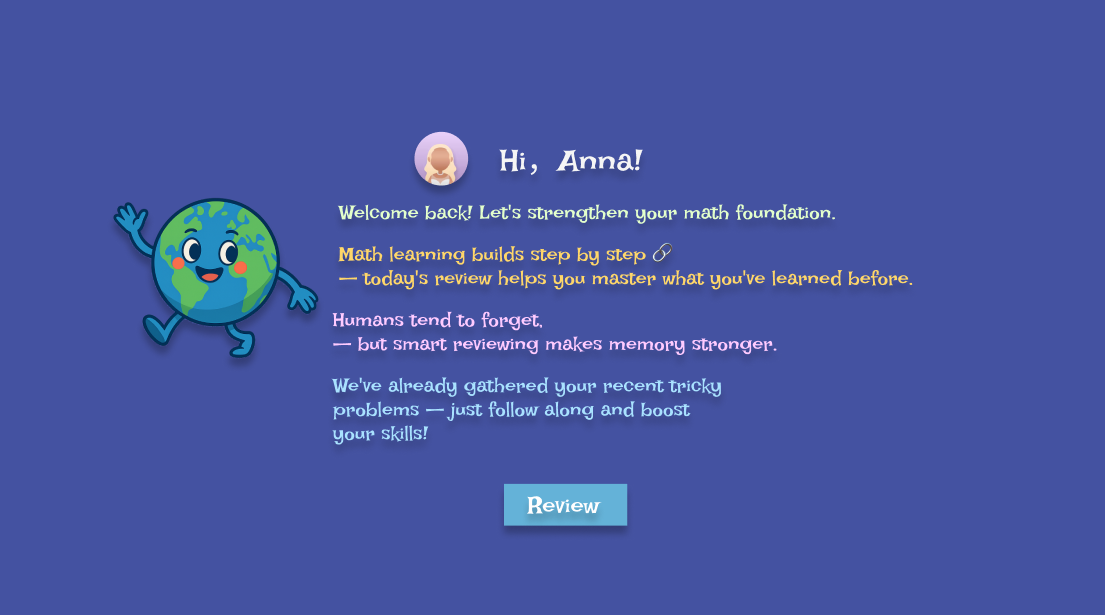 Hi, Anna!
Welcome back! Let's strengthen your math foundation.
Math learning builds step by step 🔗
— today's review helps you master what you've learned before.
Humans tend to forget,
— but smart reviewing makes memory stronger.
We've already gathered your recent tricky
problems — just follow along and boost
your skills!
Review